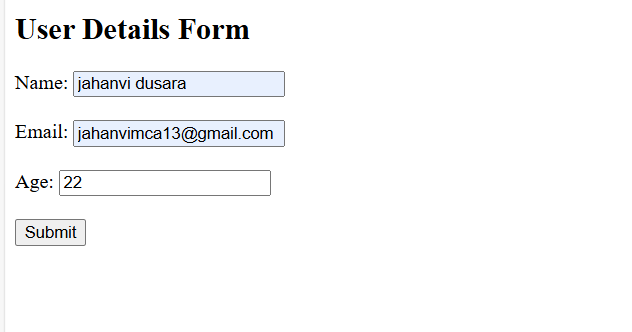 User Details Form
Name: jahanvi dusara
Email: jahanvimca13@gmail.com
Age: 22
Submit